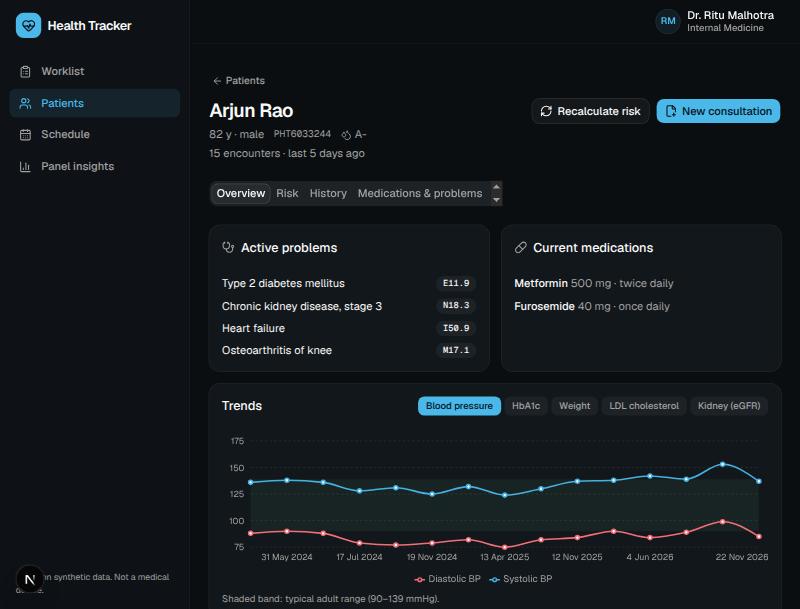 Health Tracker
RM
Dr. Ritu Malhotra
Internal Medicine
Worklist
Patients
Schedule
Panel insights
← Patients
Arjun Rao
Recalculate risk
New consultation
82 y · male PHT6033244 A-
15 encounters · last 5 days ago
Overview Risk History Medications & problems
Active problems
Type 2 diabetes mellitus E11.9
Chronic kidney disease, stage 3 N18.3
Heart failure I50.9
Osteoarthritis of knee M17.1
Current medications
Metformin 500 mg · twice daily
Furosemide 40 mg · once daily
Trends
Blood pressure HbA1c Weight LDL cholesterol Kidney (eGFR)
175
150
125
100
75
31 May 2024 17 Jul 2024 19 Nov 2024 13 Apr 2025 12 Nov 2025 4 Jun 2026 22 Nov 2026
Diastolic BP Systolic BP
Shaded band: typical adult range (90–139 mmHg).
N
synthetic data. Not a medical